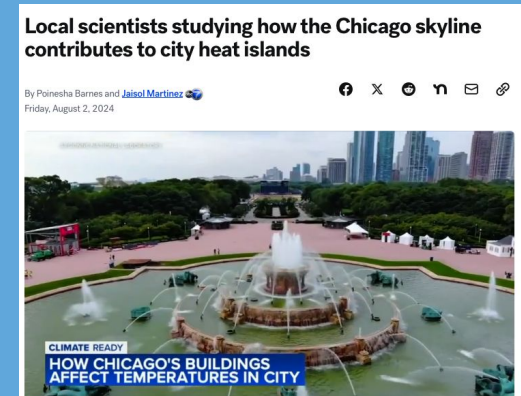 Local scientists studying how the Chicago skyline
contributes to city heat islands
By Poinesha Barnes and Jaisol Martinez
Friday, August 2, 2024
CLIMATE READY
HOW CHICAGO'S BUILDINGS
AFFECT TEMPERATURES IN CITY